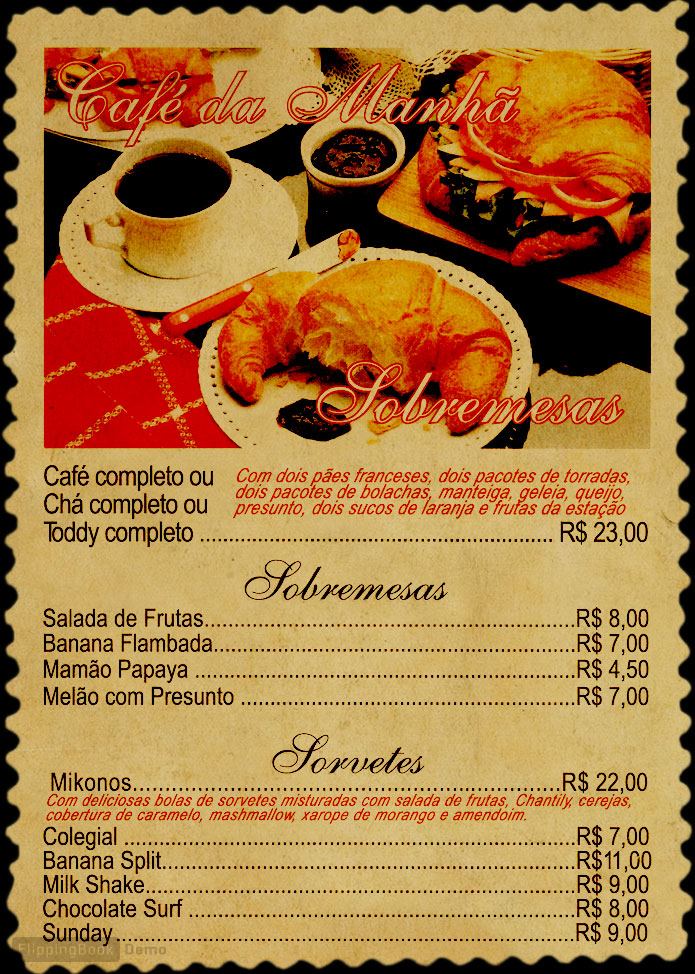 Café da Manhã
Sobremesas
Café completo ou
Chá completo ou
Toddy completo ........................................................... R$ 23,00
Com dois pães franceses, dois pacotes de torradas,
dois pacotes de bolachas, manteiga, geleia, queijo,
presunto, dois sucos de laranja e frutas da estação
Sobremesas
Salada de Frutas..............................................................R$ 8,00
Banana Flambada............................................................R$ 7,00
Mamão Papaya ...............................................................R$ 4,50
Melão com Presunto ........................................................R$ 7,00
Sorvetes
Mikonos.........................................................................R$ 22,00
Com deliciosas bolas de sorvetes misturadas com salada de frutas, Chantily, cerejas,
cobertura de caramelo, mashmallow, xarope de morango e amendoim.
Colegial ...........................................................................R$ 7,00
Banana Split.....................................................................R$11,00
Milk Shake........................................................................R$ 9,00
Chocolate Surf ................................................................R$ 8,00
Sunday.............................................................................R$ 9,00
FlippingBook Demo